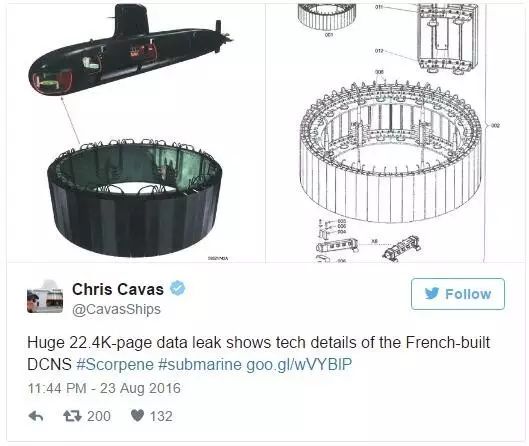 001
012
011
008
002
005
006
004
X8
Chris Cavas
@CavasShips
Follow
Huge 22.4K-page data leak shows tech details of the French-built
DCNS #Scorpene #submarine goo.gl/wVYBIP
11:44 PM - 23 Aug 2016
200
132